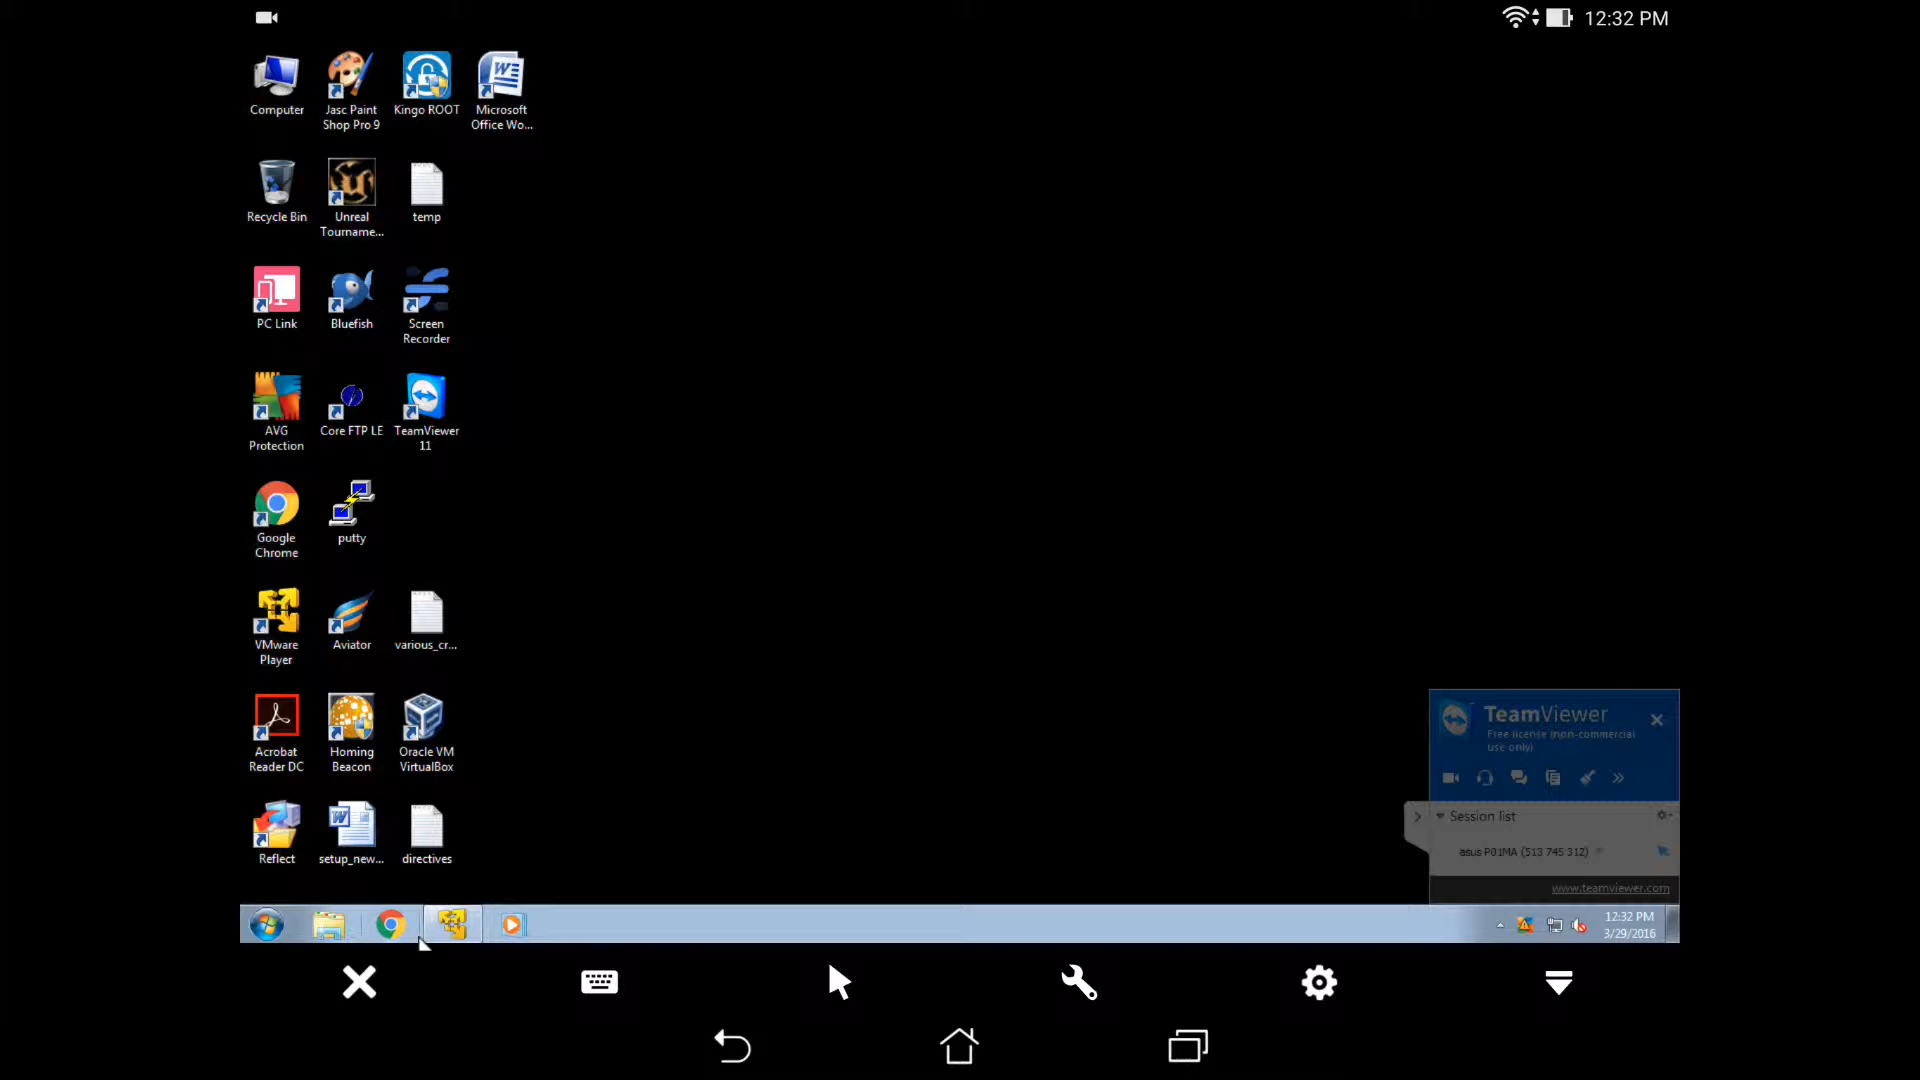 12:32 PM
Computer
Jasc Paint
Shop Pro 9
Kingo ROOT
Microsoft
Office Wo...
Recycle Bin
Unreal
Tourname...
temp
PC Link
Bluefish
Screen
Recorder
AVG
Protection
Core FTP LE
TeamViewer
11
Google
Chrome
putty
VMware
Player
Aviator
various_cr...
Acrobat
Reader DC
Homing
Beacon
Oracle VM
VirtualBox
Reflect
setup_new...
directives
TeamViewer
Free license (non-commercial
use only)
Session list
asus P01MA (513 745 312)
www.teamviewer.com
12:32 PM
3/29/2016